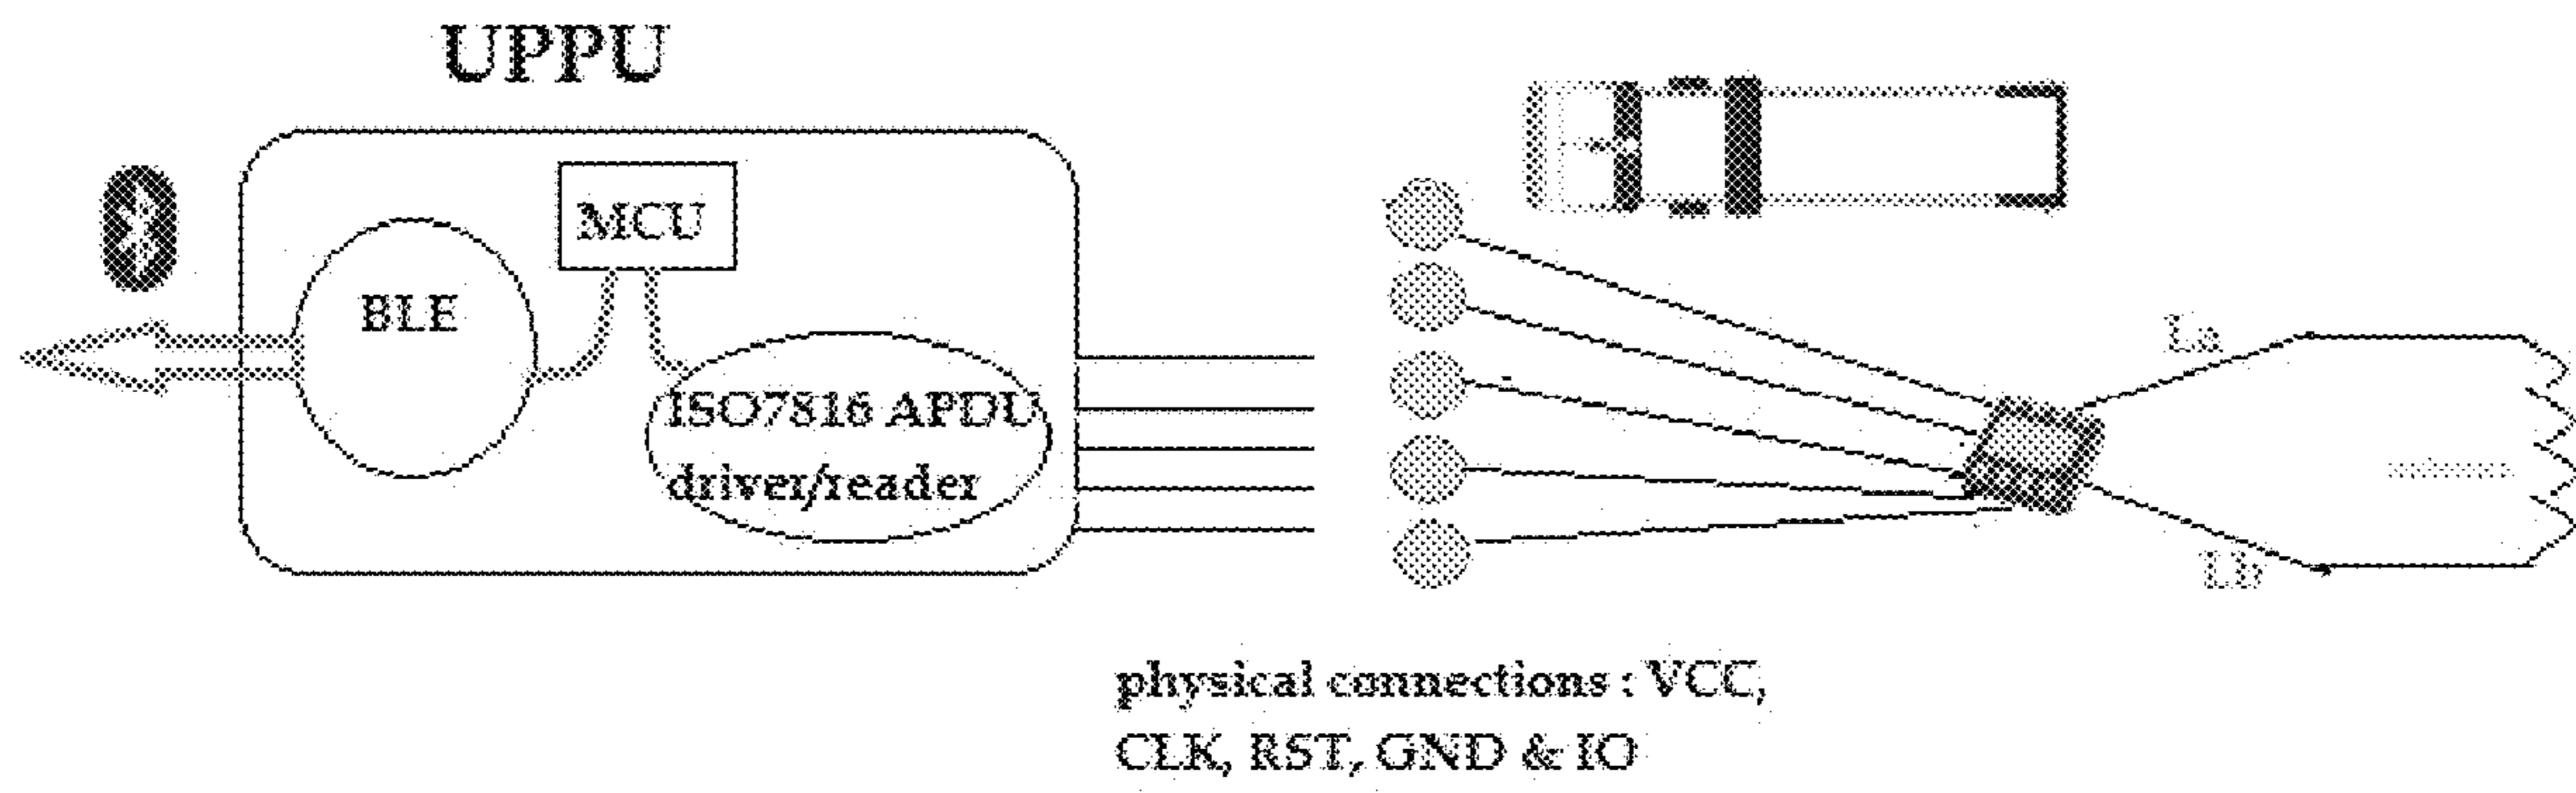 UPPU
MCU
BLE
ISO7816 APDU
driver/reader
La
Lb
physical connections : VCC,
CLK, RST, GND & IO